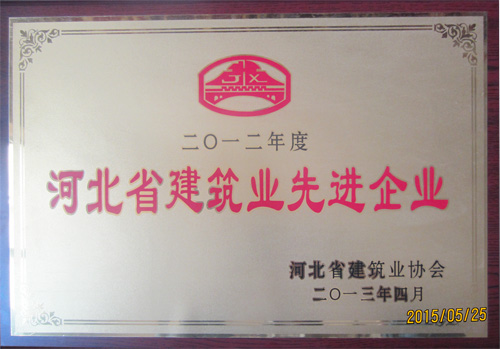 二〇一二年度
河北省建筑业先进企业
河北省建筑业协会
二〇一三年四月
2015/05/25